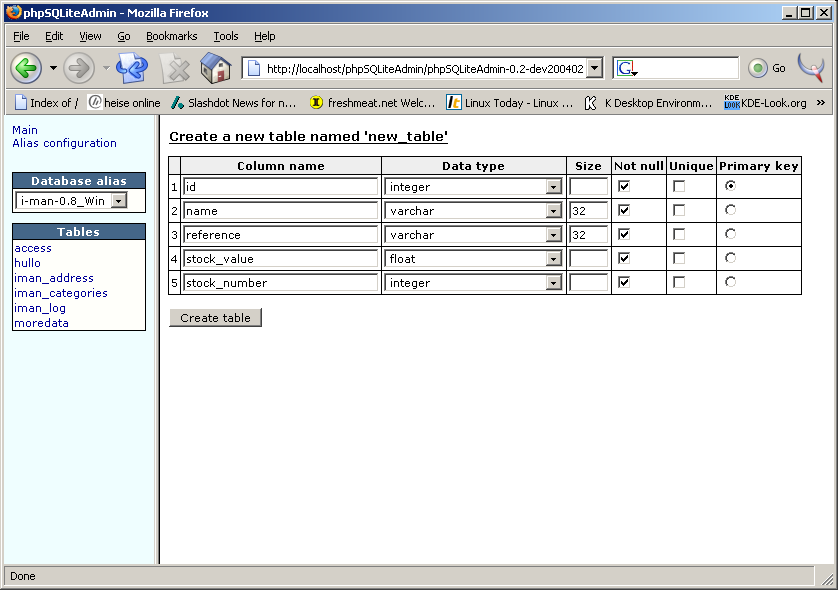 phpSQLiteAdmin - Mozilla Firefox
File Edit View Go Bookmarks Tools Help
http://localhost/phpSQLiteAdmin/phpSQLiteAdmin-0.2-dev200402 G Go
Index of / heise online Slashdot News for n... freshmeat.net Welc... Linux Today - Linux ... K Desktop Environm... KDE-Look.org »
Main
Alias configuration
Database alias
i-man-0.8_Win
Tables
access
hullo
iman_address
iman_categories
iman_log
moredata
Create a new table named 'new_table'
Column name Data type Size Not null Unique Primary key
1 id integer
2 name varchar 32
3 reference varchar 32
4 stock_value float
5 stock_number integer
Create table
Done